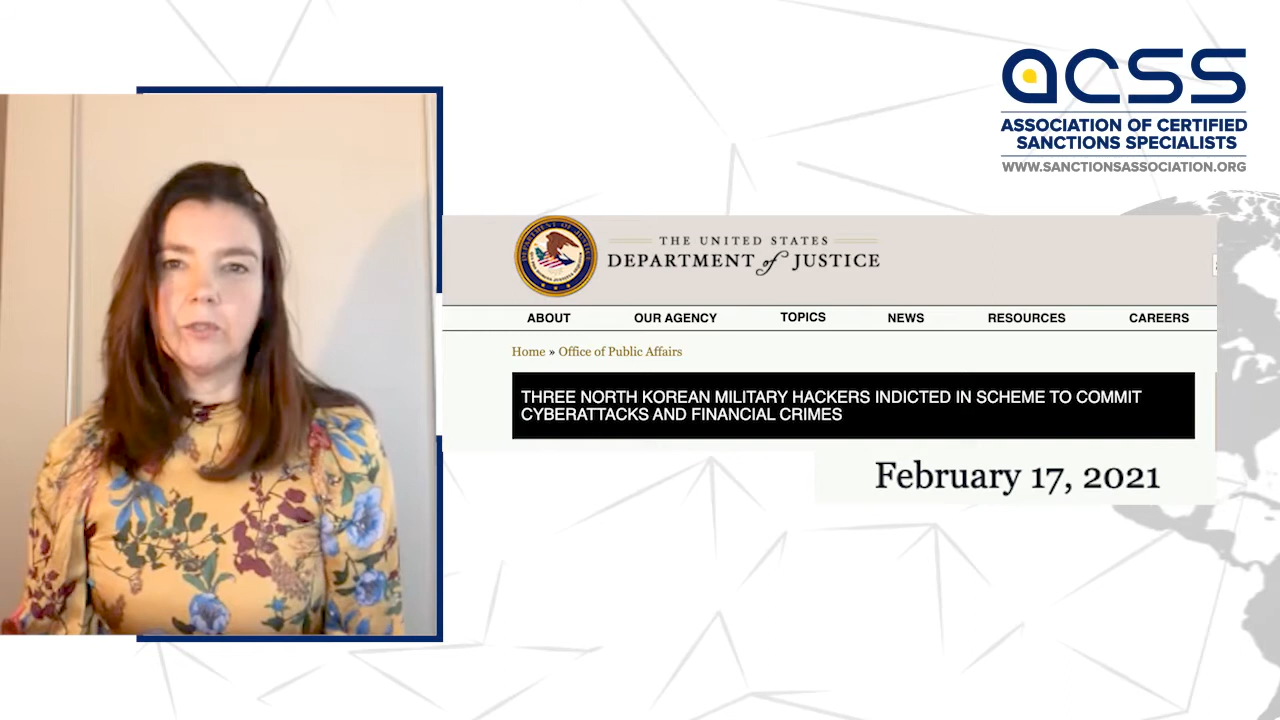 acss
ASSOCIATION OF CERTIFIED
SANCTIONS SPECIALISTS
WWW.SANCTIONSASSOCIATION.ORG
THE UNITED STATES
DEPARTMENT of JUSTICE
ABOUT OUR AGENCY TOPICS NEWS RESOURCES CAREERS
Home » Office of Public Affairs
THREE NORTH KOREAN MILITARY HACKERS INDICTED IN SCHEME TO COMMIT
CYBERATTACKS AND FINANCIAL CRIMES
February 17, 2021